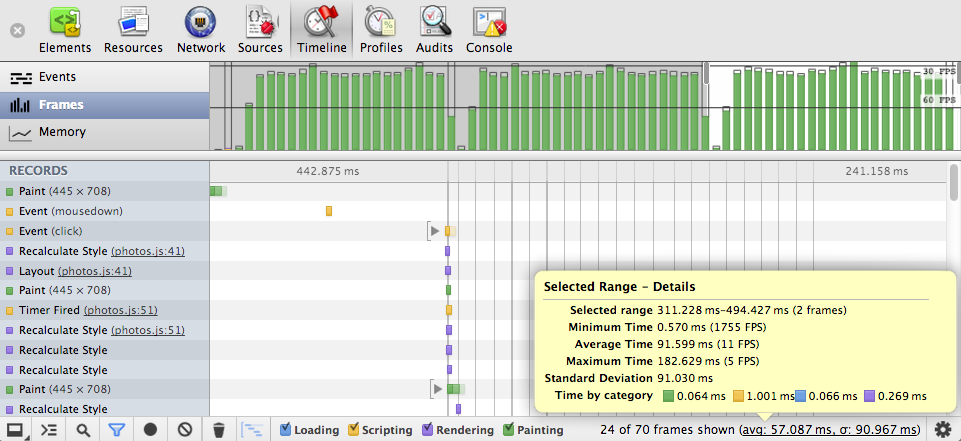 Elements Resources Network Sources Timeline Profiles Audits Console
Events
Frames
Memory
30 FPS
60 FPS
RECORDS
442.875 ms 241.158 ms
Paint (445 × 708)
Event (mousedown)
Event (click)
Recalculate Style (photos.js:41)
Layout (photos.js:41)
Paint (445 × 708)
Timer Fired (photos.js:51)
Recalculate Style (photos.js:51)
Recalculate Style
Recalculate Style
Paint (445 × 708)
Recalculate Style
Selected Range – Details
Selected range 311.228 ms–494.427 ms (2 frames)
Minimum Time 0.570 ms (1755 FPS)
Average Time 91.599 ms (11 FPS)
Maximum Time 182.629 ms (5 FPS)
Standard Deviation 91.030 ms
Time by category 0.064 ms 1.001 ms 0.066 ms 0.269 ms
Loading Scripting Rendering Painting 24 of 70 frames shown (avg: 57.087 ms, σ: 90.967 ms)